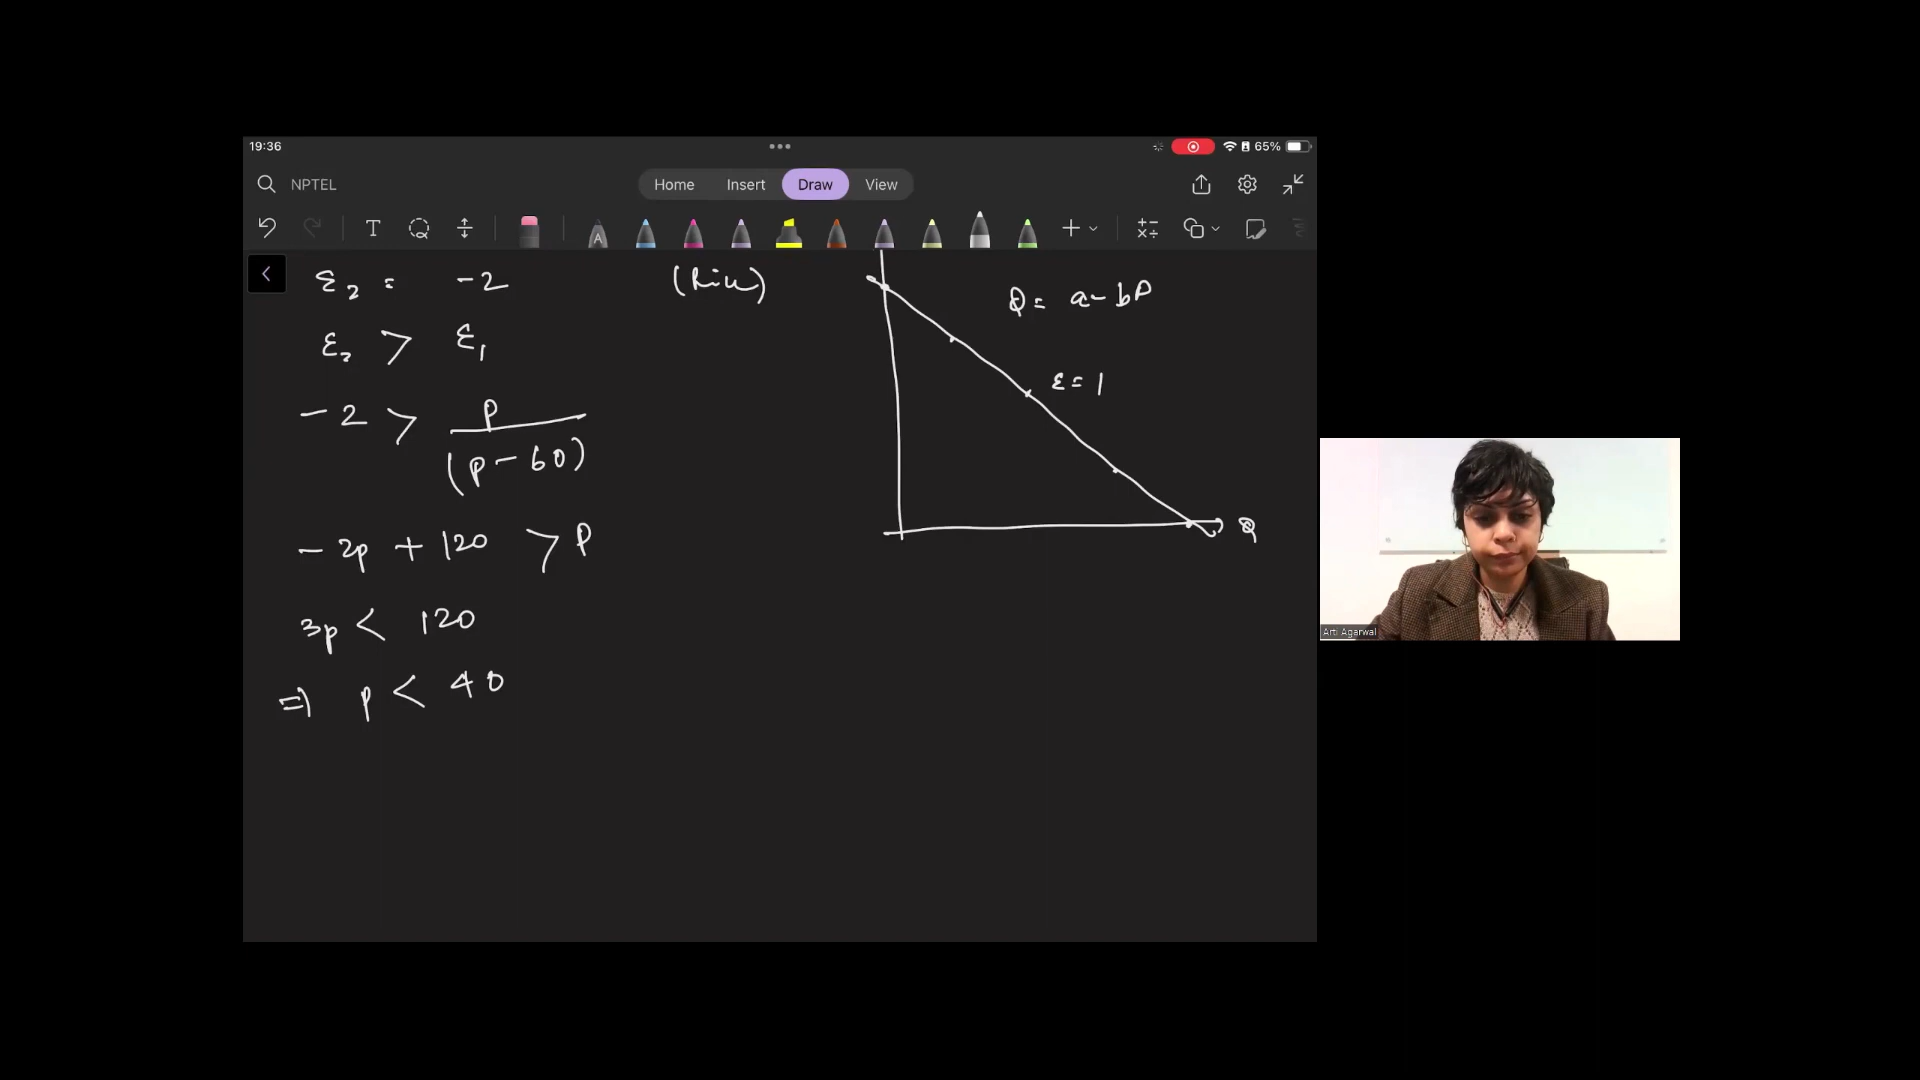 19:36
65%
NPTEL
Home Insert Draw View
T
A
ε₂ = -2
Q = a - bP
ε₂ > ε₁
ε = 1
-2 > P / (P - 60)
Q
-2p + 120 > P
3p < 120
⇒ p < 40
Arti Agarwal